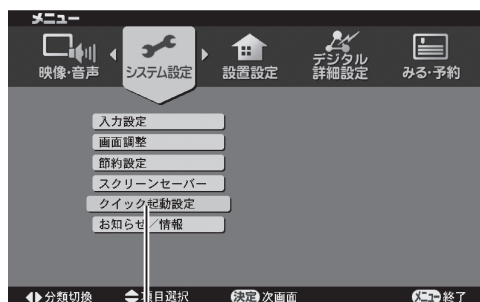 メニュー
映像・音声 システム設定 設置設定 デジタル詳細設定 みる・予約
入力設定
画面調整
節約設定
スクリーンセーバー
クイック起動設定
お知らせ／情報
分類切換 項目選択 決定 次画面 メニュー 終了